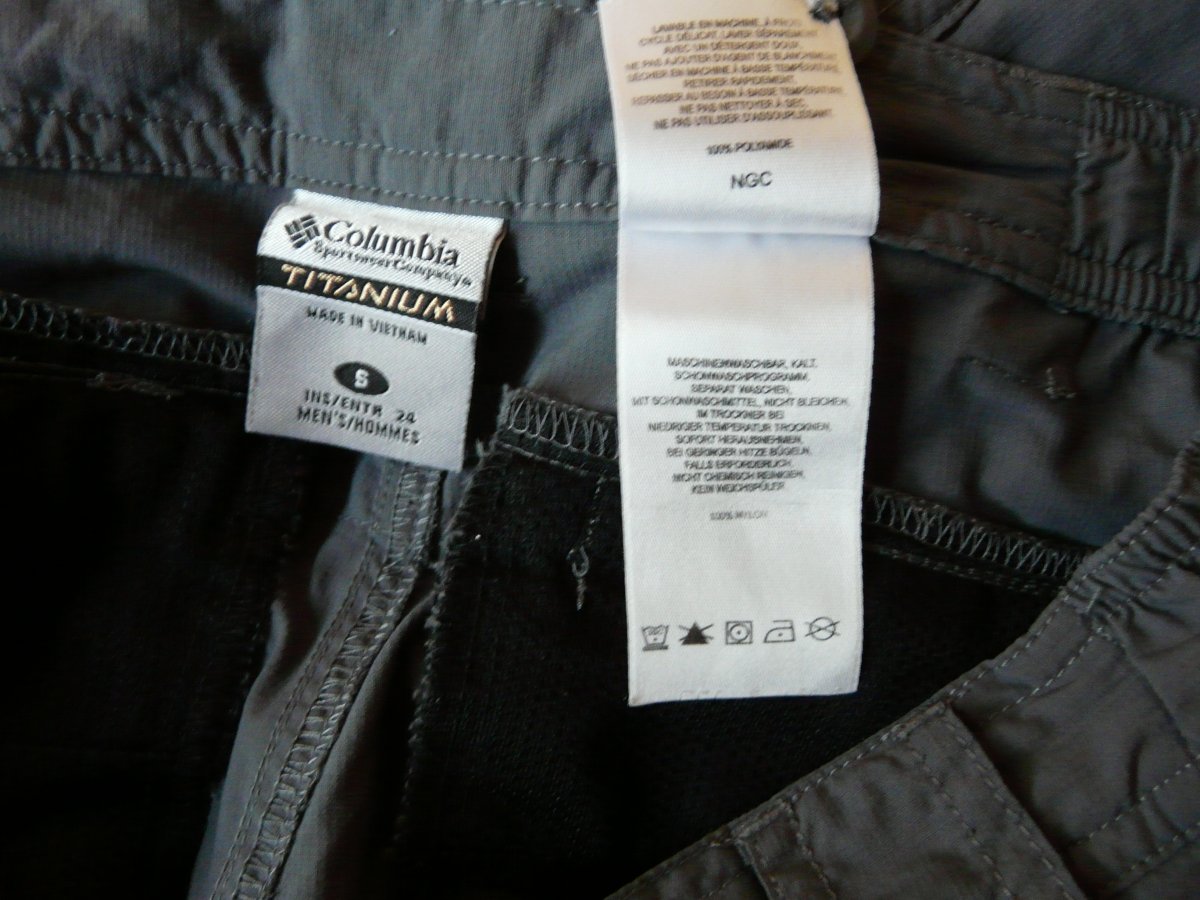 Columbia
Sportswear Company®
TITANIUM
MADE IN VIETNAM
S
INS/ENTR 24
MEN'S/HOMMES
LAVABLE EN MACHINE, À FROID
CYCLE DÉLICAT, LAVER SÉPARÉMENT
AVEC UN DÉTERGENT DOUX,
NE PAS AJOUTER D'AGENT DE BLANCHIMENT
SÉCHER EN MACHINE À BASSE TEMPÉRATURE,
RETIRER RAPIDEMENT,
REPASSER AU BESOIN À BASSE TEMPÉRATURE,
NE PAS NETTOYER À SEC,
NE PAS UTILISER D'ASSOUPLISSANT.
100% POLYAMIDE
NGC
MASCHINENWASCHBAR, KALT,
SCHONWASCHPROGRAMM,
SEPARAT WASCHEN,
MIT SCHONWASCHMITTEL, NICHT BLEICHEN,
IM TROCKNER BEI
NIEDRIGER TEMPERATUR TROCKNEN,
SOFORT HERAUSNEHMEN,
BEI GERINGER HITZE BÜGELN,
FALLS ERFORDERLICH,
NICHT CHEMISCH REINIGEN,
KEIN WEICHSPÜLER.
100% NYLON